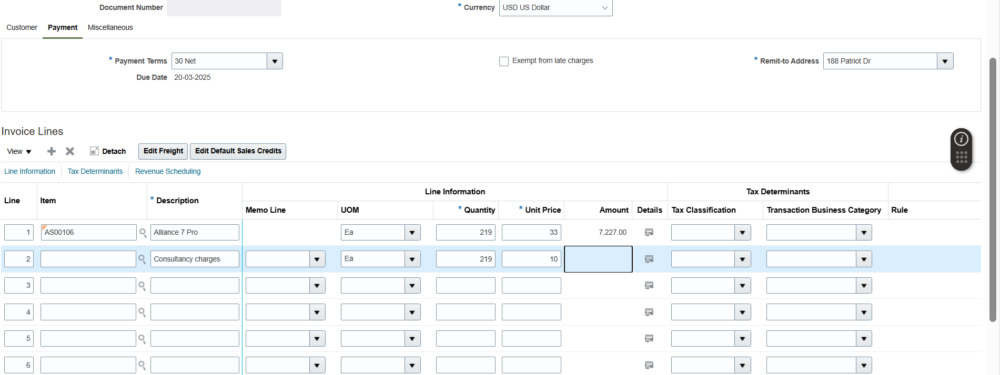 Document Number * Currency USD US Dollar
Customer Payment Miscellaneous
* Payment Terms 30 Net Exempt from late charges * Remit-to Address 188 Patriot Dr
Due Date 20-03-2025
Invoice Lines
View Detach Edit Freight Edit Default Sales Credits
Line Information Tax Determinants Revenue Scheduling
Line Information Tax Determinants
Line Item * Description
Memo Line UOM * Quantity * Unit Price Amount Details Tax Classification Transaction Business Category Rule
1 AS00106 Alliance 7 Pro Ea 219 33 7,227.00
2 Consultancy charges Ea 219 10
3
4
5
6